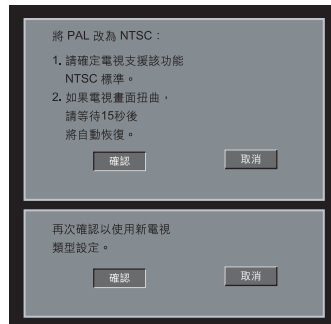 將 PAL 改為 NTSC：
1. 請確定電視支援該功能
NTSC 標準。
2. 如果電視畫面扭曲，
請等待15秒後
將自動恢復。
確認
取消
再次確認以使用新電視
類型設定。
確認
取消